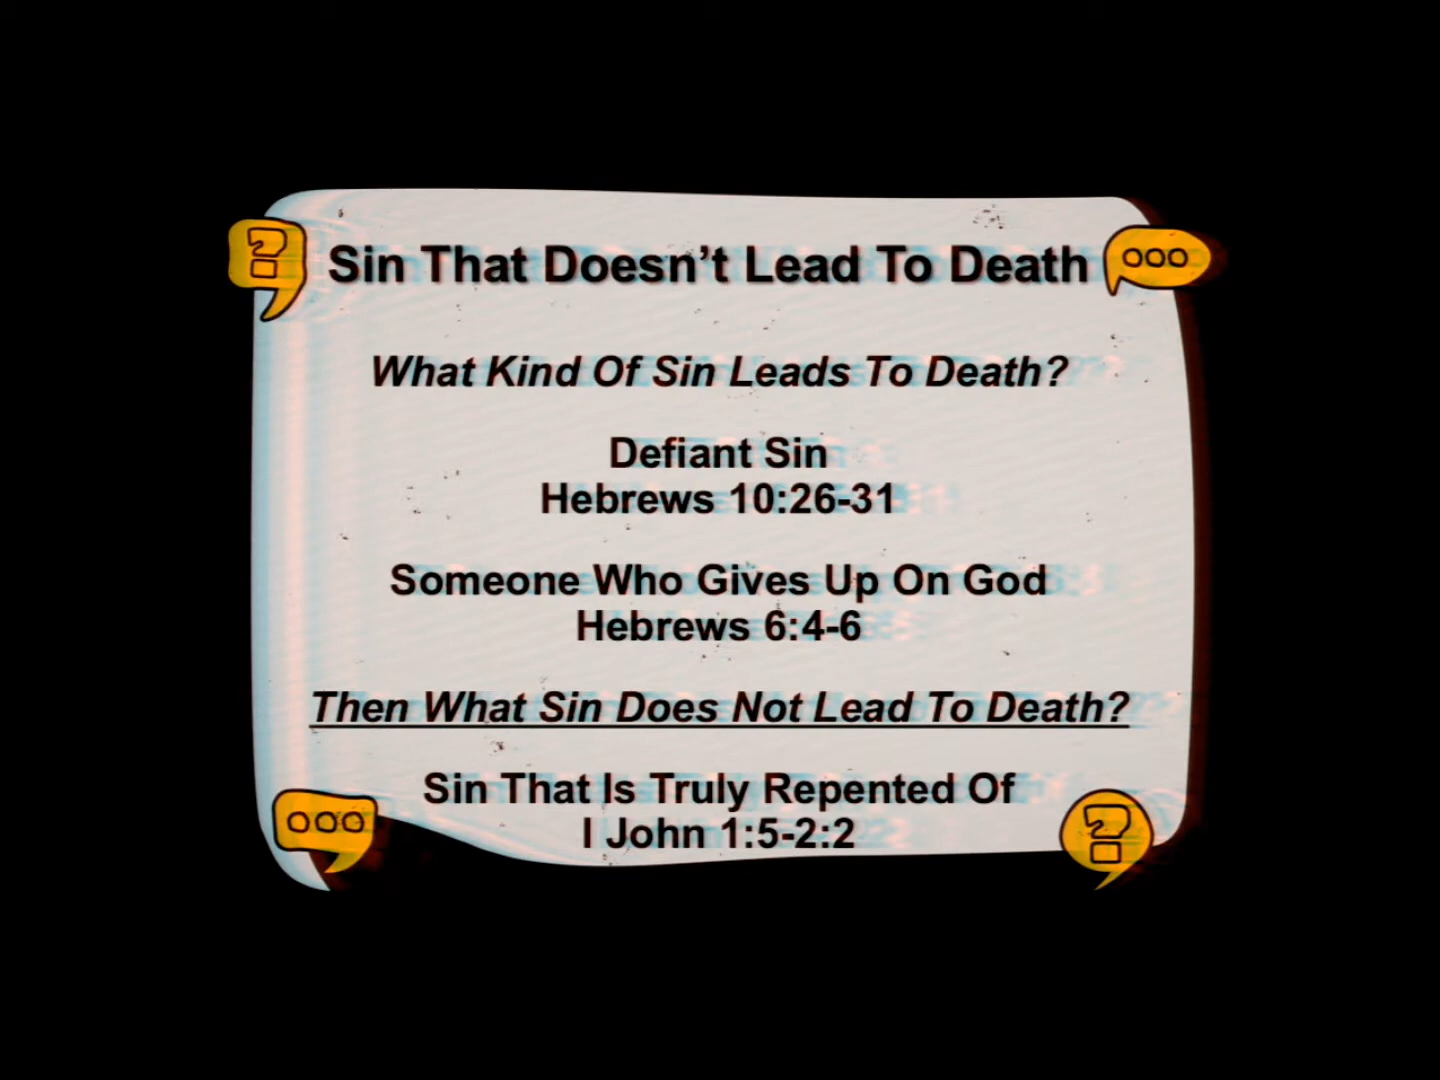 Sin That Doesn’t Lead To Death
What Kind Of Sin Leads To Death?
Defiant Sin
Hebrews 10:26-31
Someone Who Gives Up On God
Hebrews 6:4-6
Then What Sin Does Not Lead To Death?
Sin That Is Truly Repented Of
I John 1:5-2:2